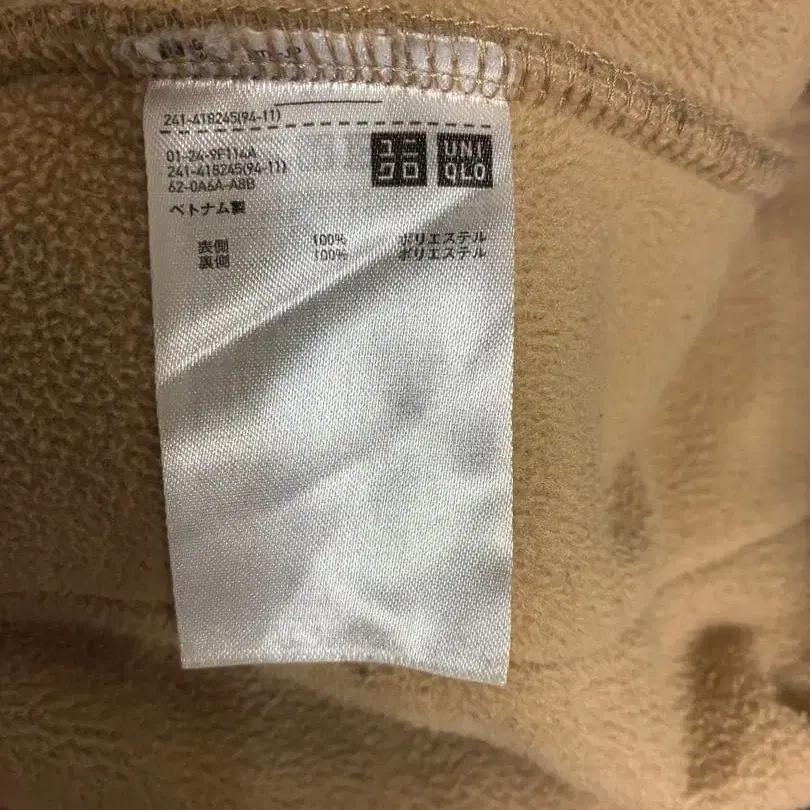 241-418245(94-11)
ユニ
クロ
UNI
QLO
01-24-9F114A
241-418245(94-11)
62-0A6A-A8B
ベトナム製
表側 100% ポリエステル
裏側 100% ポリエステル